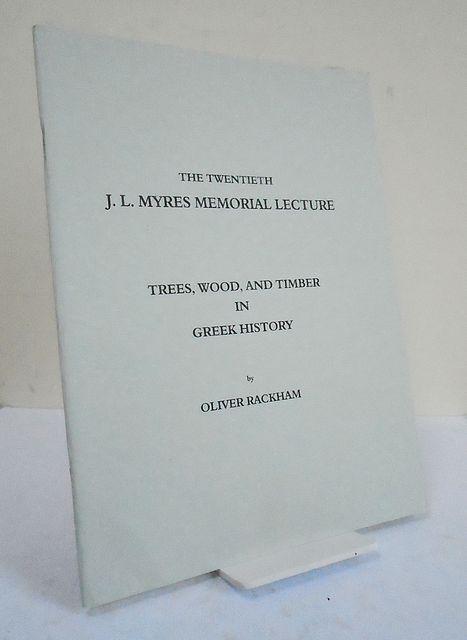 THE TWENTIETH
J. L. MYRES MEMORIAL LECTURE
TREES, WOOD, AND TIMBER
IN
GREEK HISTORY
by
OLIVER RACKHAM